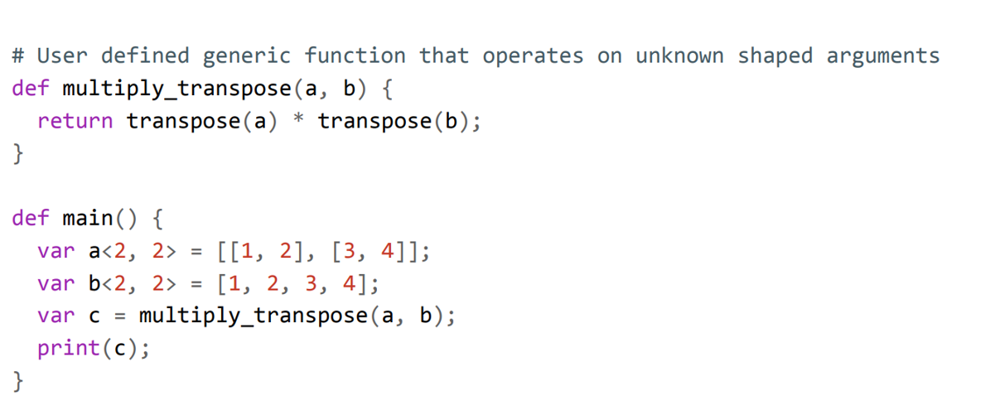 # User defined generic function that operates on unknown shaped arguments
def multiply_transpose(a, b) {
  return transpose(a) * transpose(b);
}

def main() {
  var a<2, 2> = [[1, 2], [3, 4]];
  var b<2, 2> = [1, 2, 3, 4];
  var c = multiply_transpose(a, b);
  print(c);
}